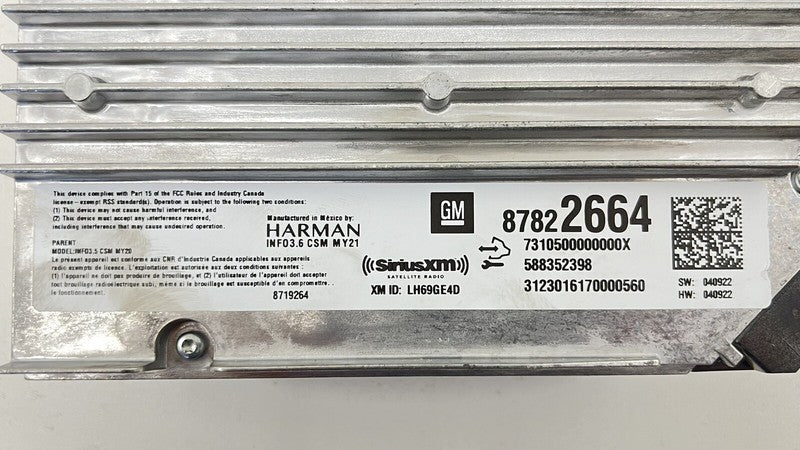 This device complies with Part 15 of the FCC Rules and Industry Canada
license - exempt RSS standard(s). Operation is subject to the following two conditions:
(1) This device may not cause harmful interference, and
(2) This device must accept any received interference,
including interference that may cause undesired operation.
PARENT
MODEL:INFO3.5 CSM MY20
Le present appareil est conforme aux CNR d'Industrie Canada applicables aux appareils
radio exempts de licence. L'exploitation est autorisee aux deux conditions suivantes :
(1) l'appareil ne doit pas produire de brouillage, et (2) l'utilisateur de l'appareil doit accepter
tout brouillage radioelectrique subi, meme si le brouillage est susceptible d'en compromettre
le fonctionnement.
8719264
Manufactured in Mexico by:
HARMAN
INFO3.6 CSM MY21
SiriusXM
SATELLITE RADIO
XM ID: LH69GE4D
GM
87822664
7310500000000X
588352398
3123016170000560
SW: 040922
HW: 040922